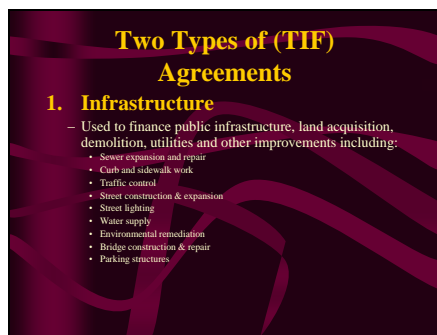 Two Types of (TIF)
Agreements
1. Infrastructure
– Used to finance public infrastructure, land acquisition,
demolition, utilities and other improvements including:
• Sewer expansion and repair
• Curb and sidewalk work
• Traffic control
• Street construction & expansion
• Street lighting
• Water supply
• Environmental remediation
• Bridge construction & repair
• Parking structures